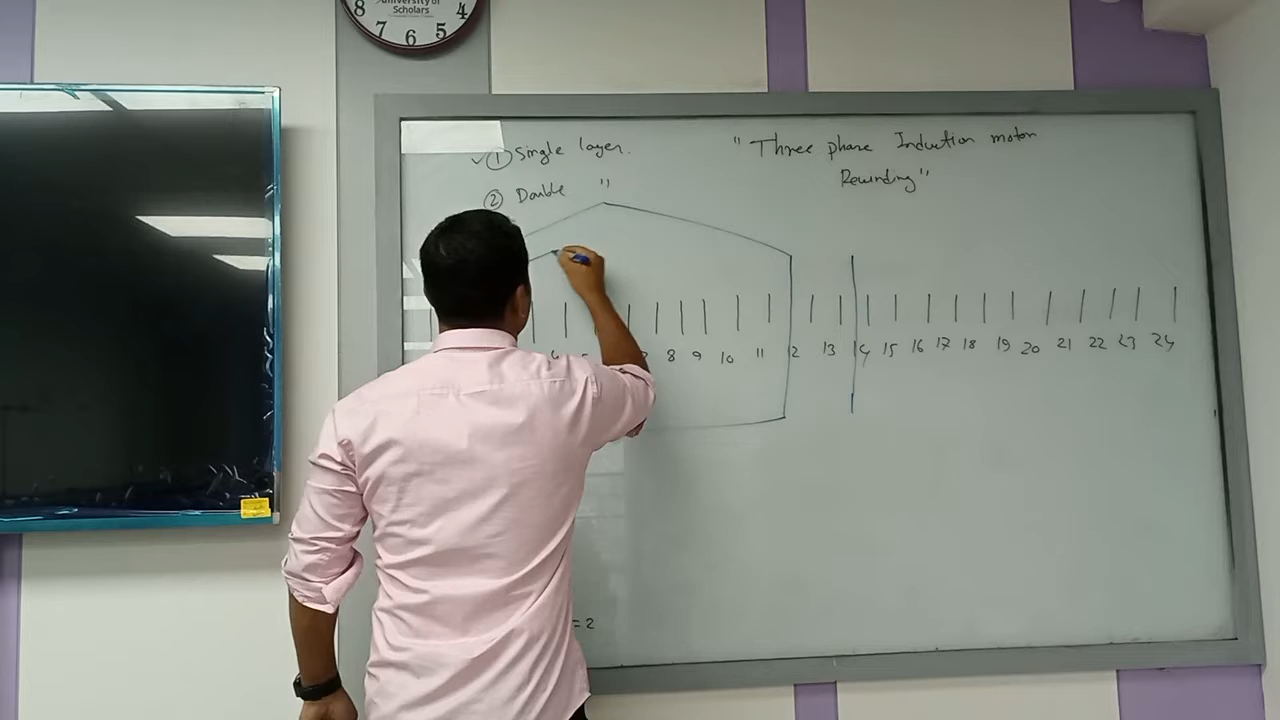 University of
Scholars
8 7 6 5 4
✓① Single layer.
② Double "
"Three phase Induction motor
Rewinding"
8 9 10 11 12 13 14 15 16 17 18 19 20 21 22 23 24
= 2